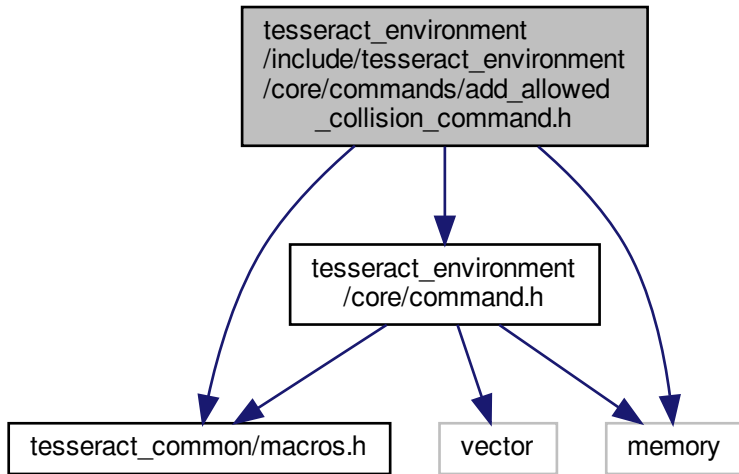 tesseract_environment
/include/tesseract_environment
/core/commands/add_allowed
_collision_command.h
tesseract_environment
/core/command.h
tesseract_common/macros.h
vector
memory